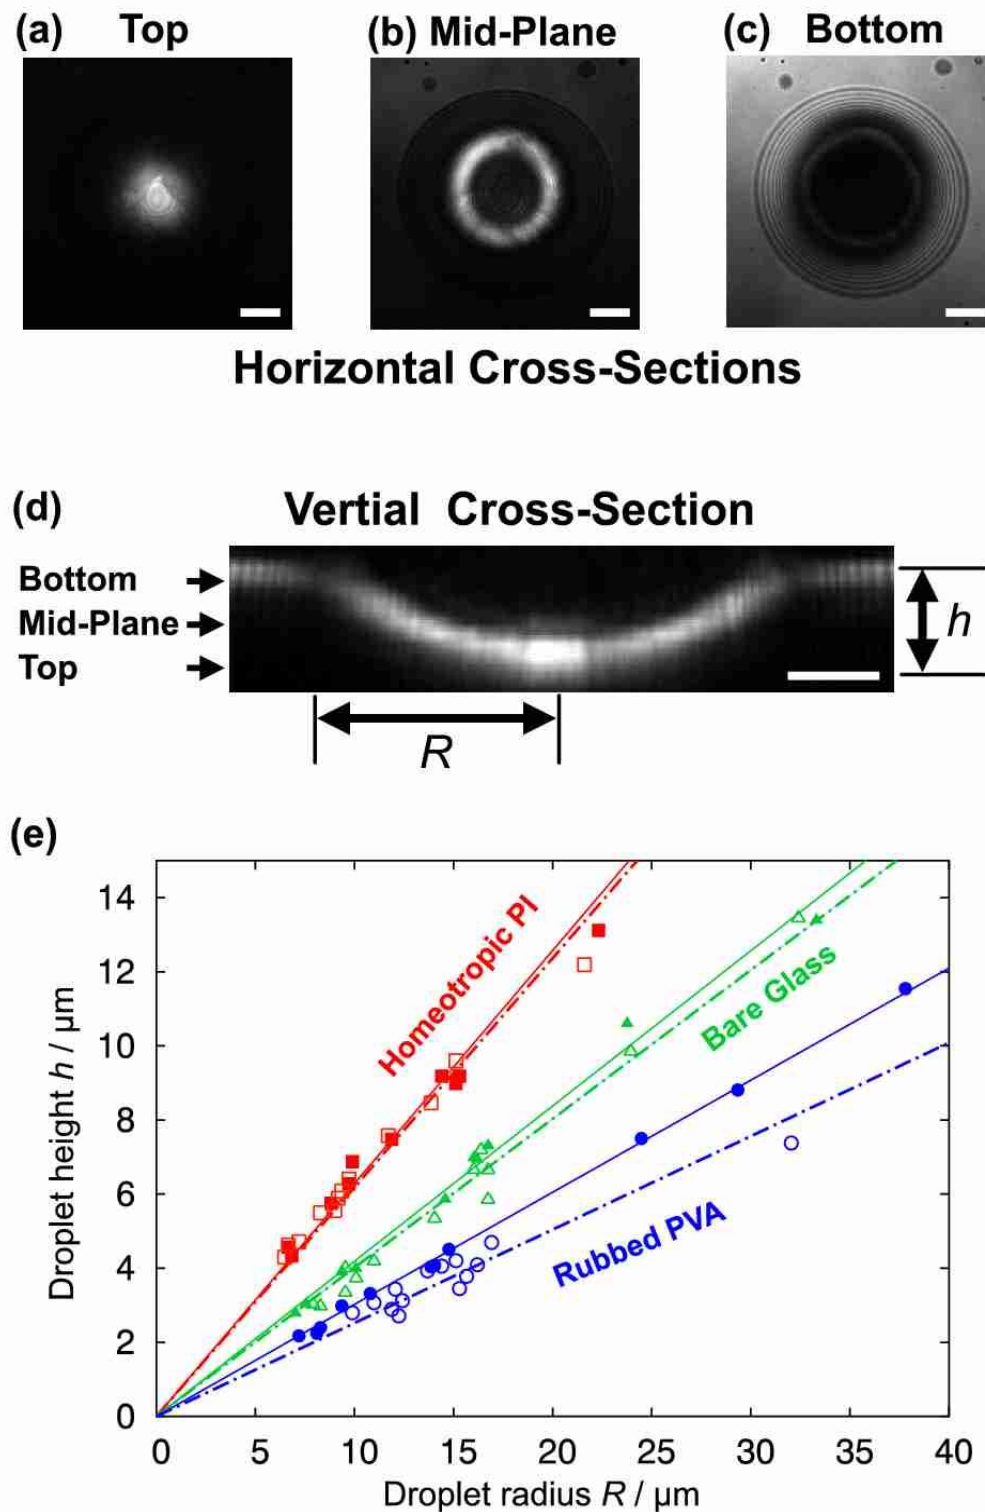 (a) Top
(b) Mid-Plane
(c) Bottom
Horizontal Cross-Sections
(d) Vertial Cross-Section
Bottom
Mid-Plane
Top
h
R
(e)
14
12
10
8
6
4
2
0
Droplet height h / μm
Homeotropic PI
Bare Glass
Rubbed PVA
0 5 10 15 20 25 30 35 40
Droplet radius R / μm